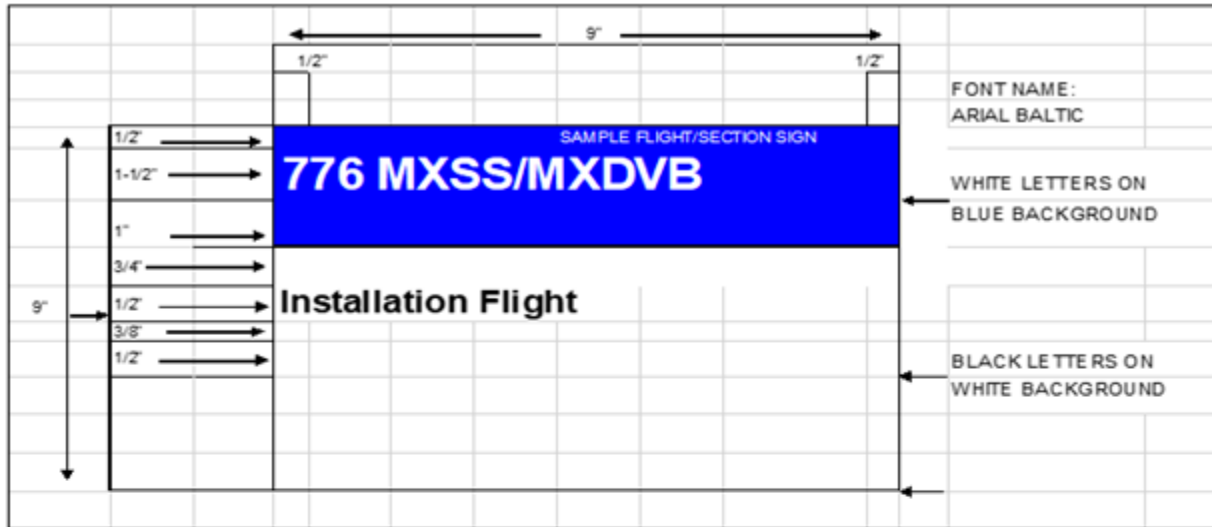 9"
1/2" 1/2"
FONT NAME:
ARIAL BALTIC
1/2" SAMPLE FLIGHT/SECTION SIGN
1-1/2" 776 MXSS/MXDVB
WHITE LETTERS ON
BLUE BACKGROUND
1"
3/4"
9" 1/2" Installation Flight
3/8"
1/2"
BLACK LETTERS ON
WHITE BACKGROUND